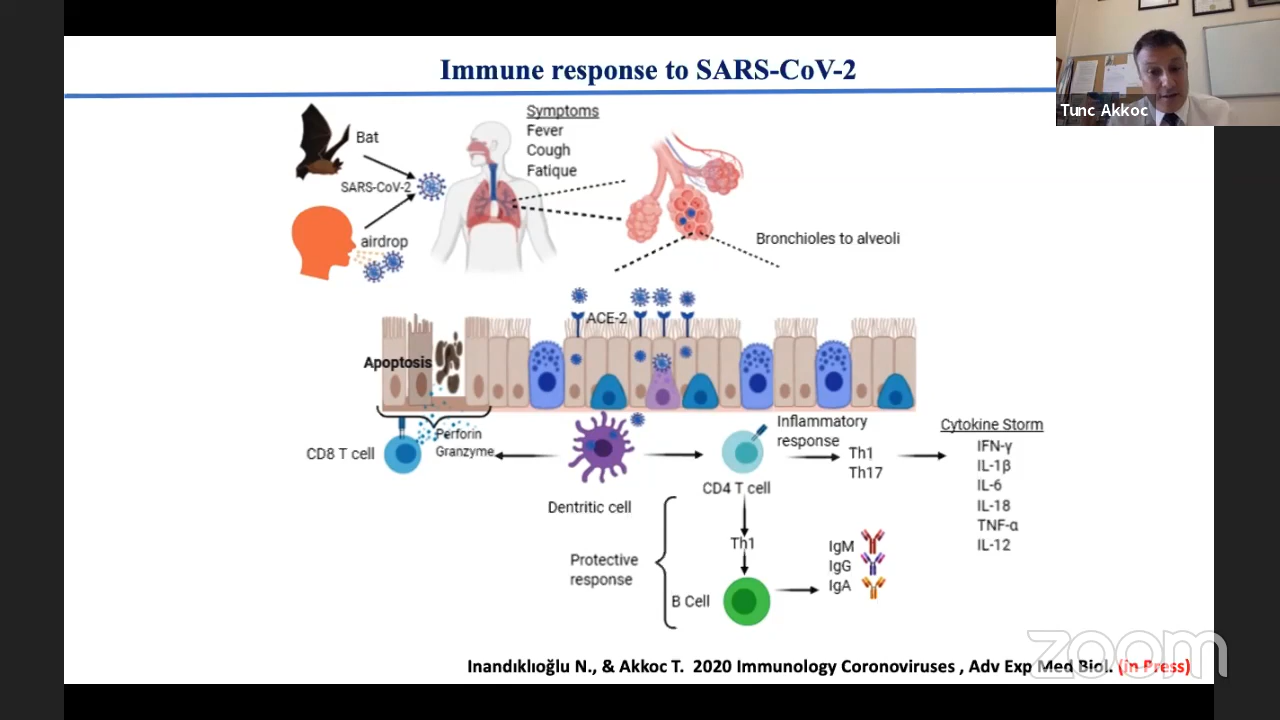 Immune response to SARS-CoV-2
Tunc Akkoc
Bat
SARS-CoV-2
airdrop
Symptoms
Fever
Cough
Fatique
Bronchioles to alveoli
ACE-2
Apoptosis
CD8 T cell
Perforin
Granzyme
Dentritic cell
CD4 T cell
Inflammatory
response
Th1
Th17
Cytokine Storm
IFN-γ
IL-1β
IL-6
IL-18
TNF-α
IL-12
Protective
response
Th1
B Cell
IgM
IgG
IgA
Inandıklıoğlu N., & Akkoc T. 2020 Immunology Coronoviruses , Adv Exp Med Biol. (in Press)
zoom